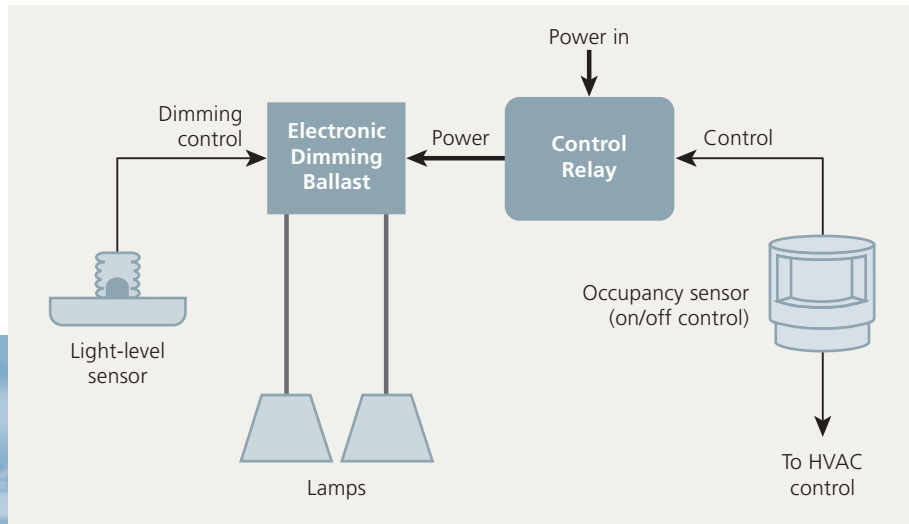 Power in
Dimming
control
Electronic
Dimming
Ballast
Power
Control
Relay
Control
Occupancy sensor
(on/off control)
Light-level
sensor
Lamps
To HVAC
control